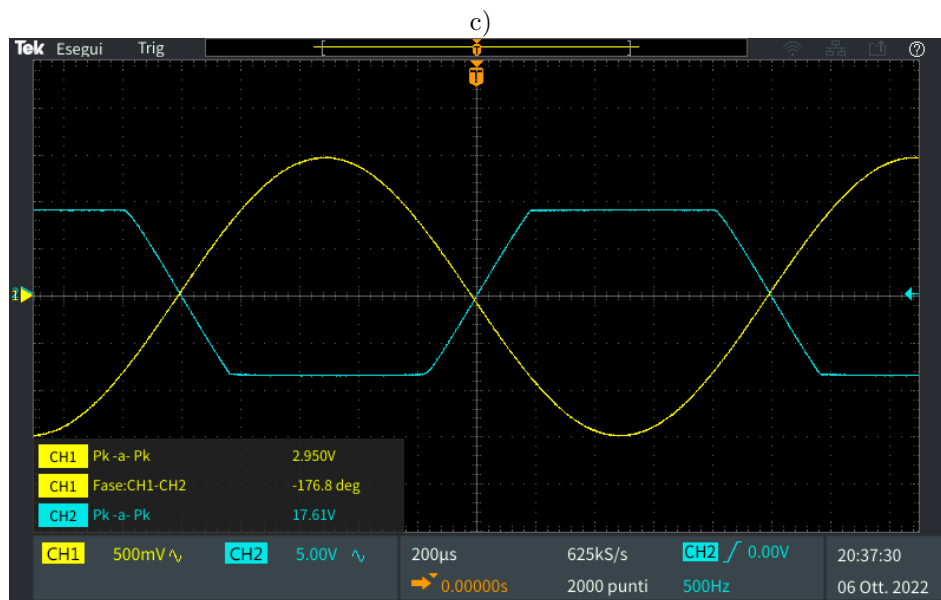 c)
Tek Esegui Trig
T
T
1
CH1 Pk -a- Pk 2.950V
CH1 Fase:CH1-CH2 -176.8 deg
CH2 Pk -a- Pk 17.61V
CH1 500mV CH2 5.00V 200µs 625kS/s CH2 0.00V 20:37:30
0.00000s 2000 punti 500Hz 06 Ott. 2022